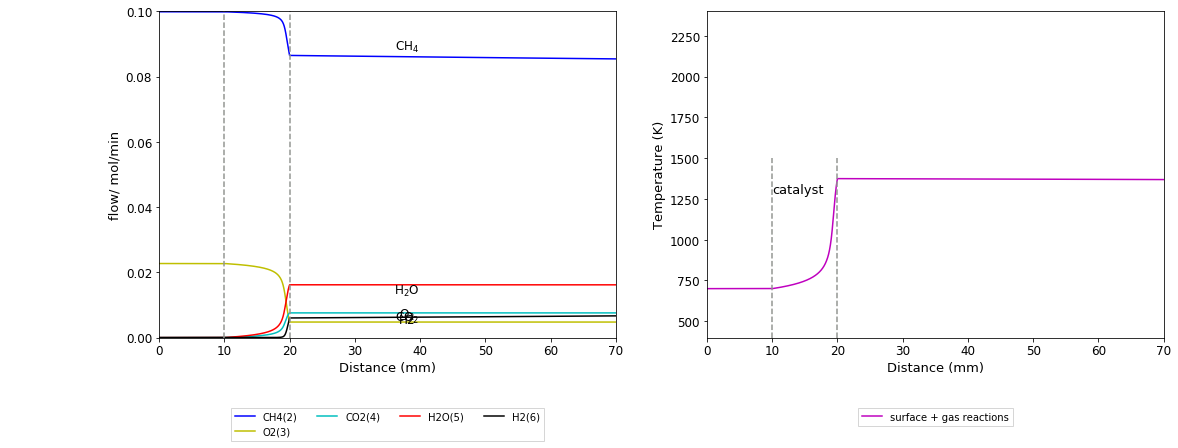 0.10
0.08
0.06
0.04
0.02
0.00
flow/ mol/min
CH₄
H₂O
0 10 20 30 40 50 60 70
Distance (mm)
CH4(2) CO2(4) H2O(5) H2(6)
O2(3)
2250
2000
1750
1500
1250
1000
750
500
Temperature (K)
catalyst
0 10 20 30 40 50 60 70
Distance (mm)
surface + gas reactions